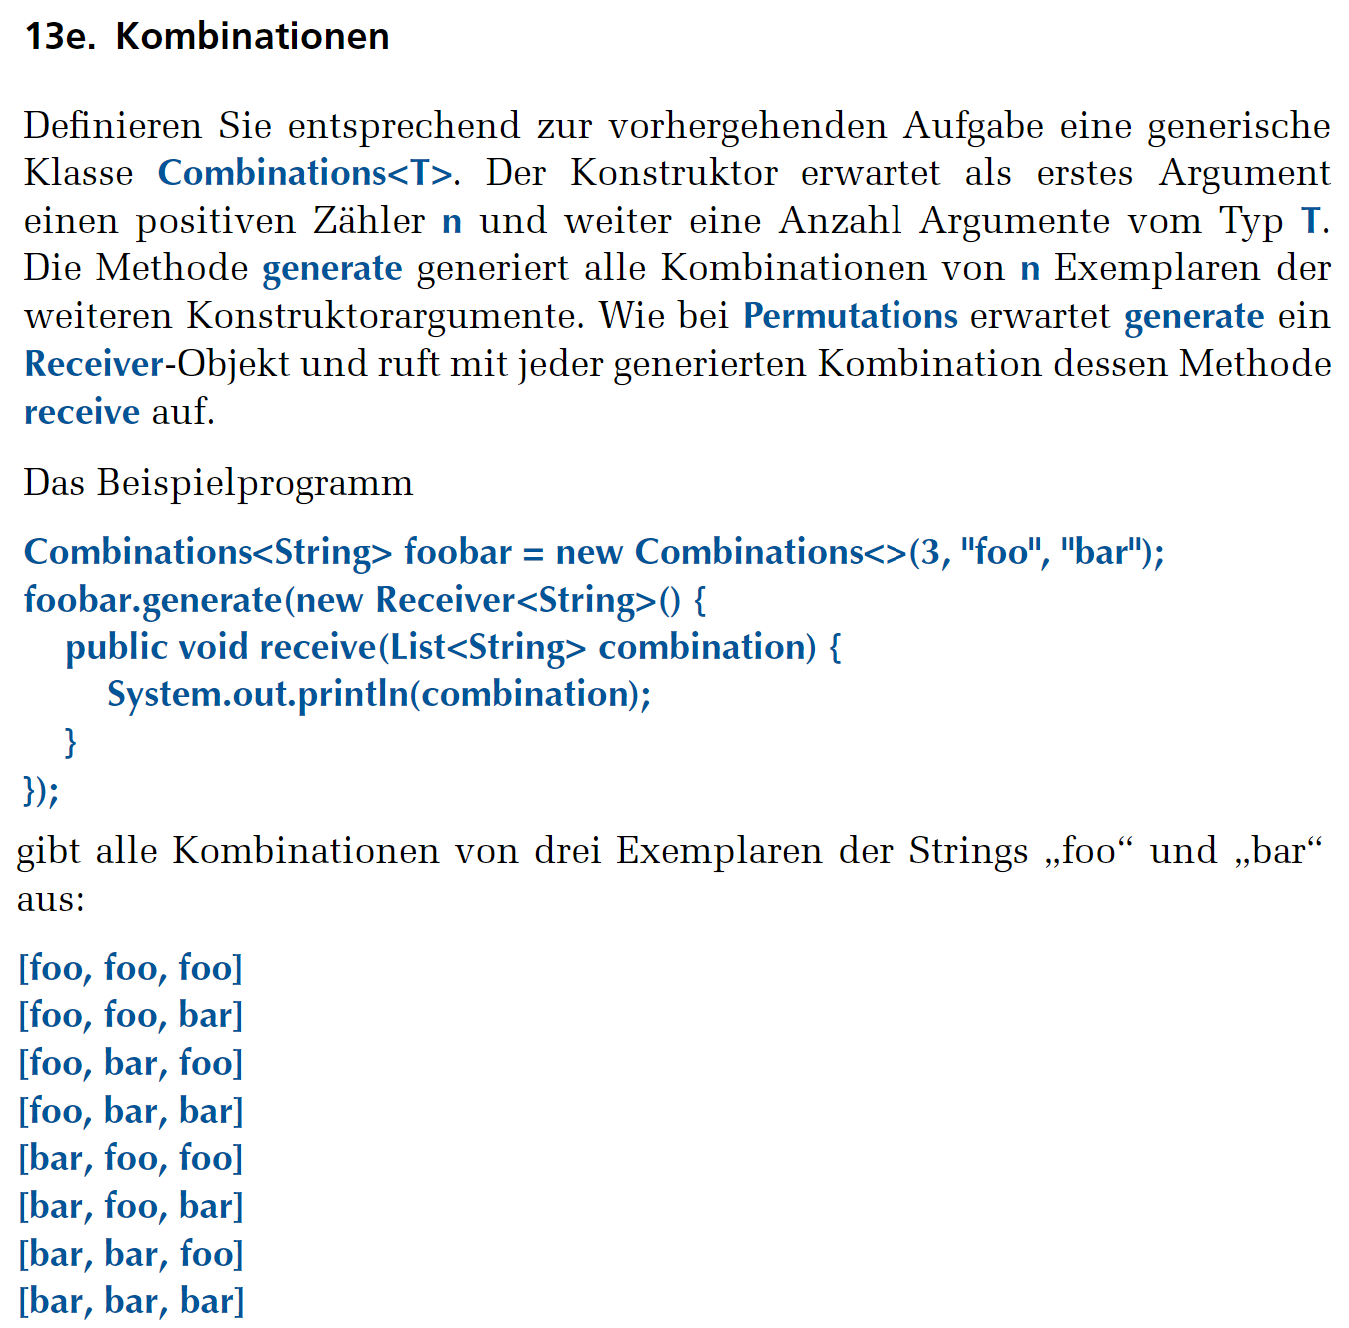 13e. Kombinationen
Definieren Sie entsprechend zur vorhergehenden Aufgabe eine generische
Klasse Combinations<T>. Der Konstruktor erwartet als erstes Argument
einen positiven Zähler n und weiter eine Anzahl Argumente vom Typ T.
Die Methode generate generiert alle Kombinationen von n Exemplaren der
weiteren Konstruktorargumente. Wie bei Permutations erwartet generate ein
Receiver-Objekt und ruft mit jeder generierten Kombination dessen Methode
receive auf.
Das Beispielprogramm
Combinations<String> foobar = new Combinations<>(3, "foo", "bar");
foobar.generate(new Receiver<String>() {
    public void receive(List<String> combination) {
        System.out.println(combination);
    }
});
gibt alle Kombinationen von drei Exemplaren der Strings „foo“ und „bar“
aus:
[foo, foo, foo]
[foo, foo, bar]
[foo, bar, foo]
[foo, bar, bar]
[bar, foo, foo]
[bar, foo, bar]
[bar, bar, foo]
[bar, bar, bar]